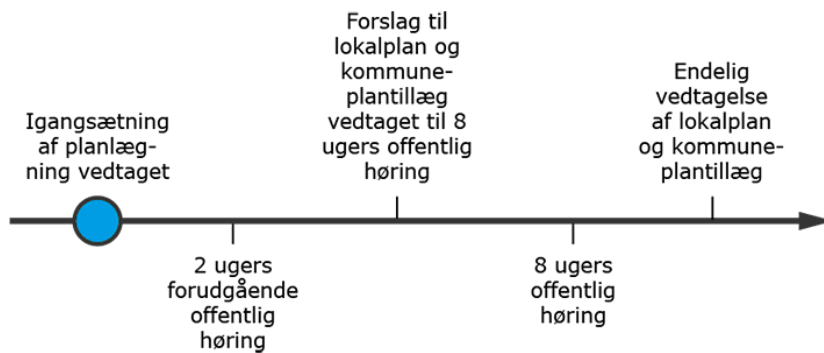 Igangsætning
af planlæg-
ning vedtaget
2 ugers
forudgående
offentlig
høring
Forslag til
lokalplan og
kommune-
plantillæg
vedtaget til 8
ugers offentlig
høring
8 ugers
offentlig
høring
Endelig
vedtagelse
af lokalplan
og kommune-
plantillæg